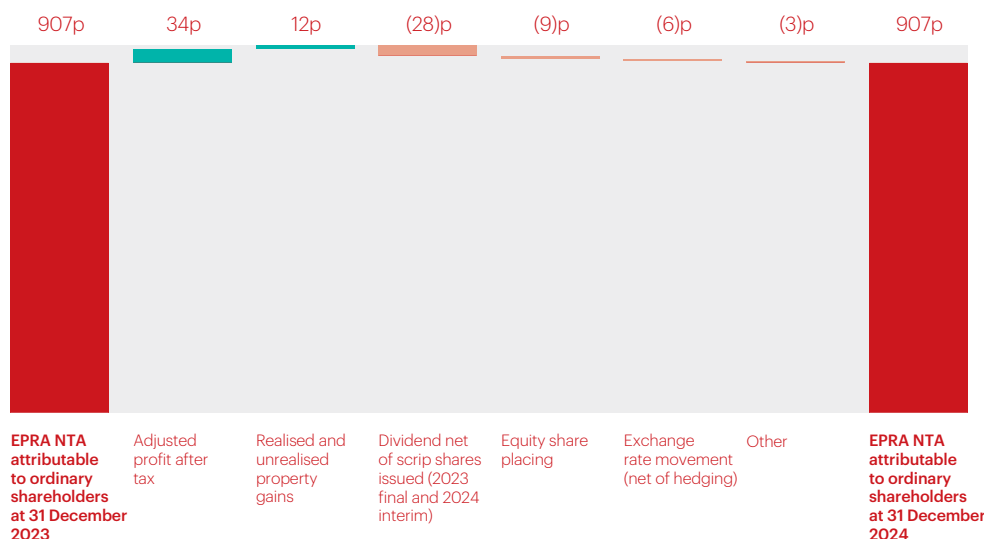 907p
34p
12p
(28)p
(9)p
(6)p
(3)p
907p
EPRA NTA
attributable
to ordinary
shareholders
at 31 December
2023
Adjusted
profit after
tax
Realised and
unrealised
property
gains
Dividend net
of scrip shares
issued (2023
final and 2024
interim)
Equity share
placing
Exchange
rate movement
(net of hedging)
Other
EPRA NTA
attributable
to ordinary
shareholders
at 31 December
2024